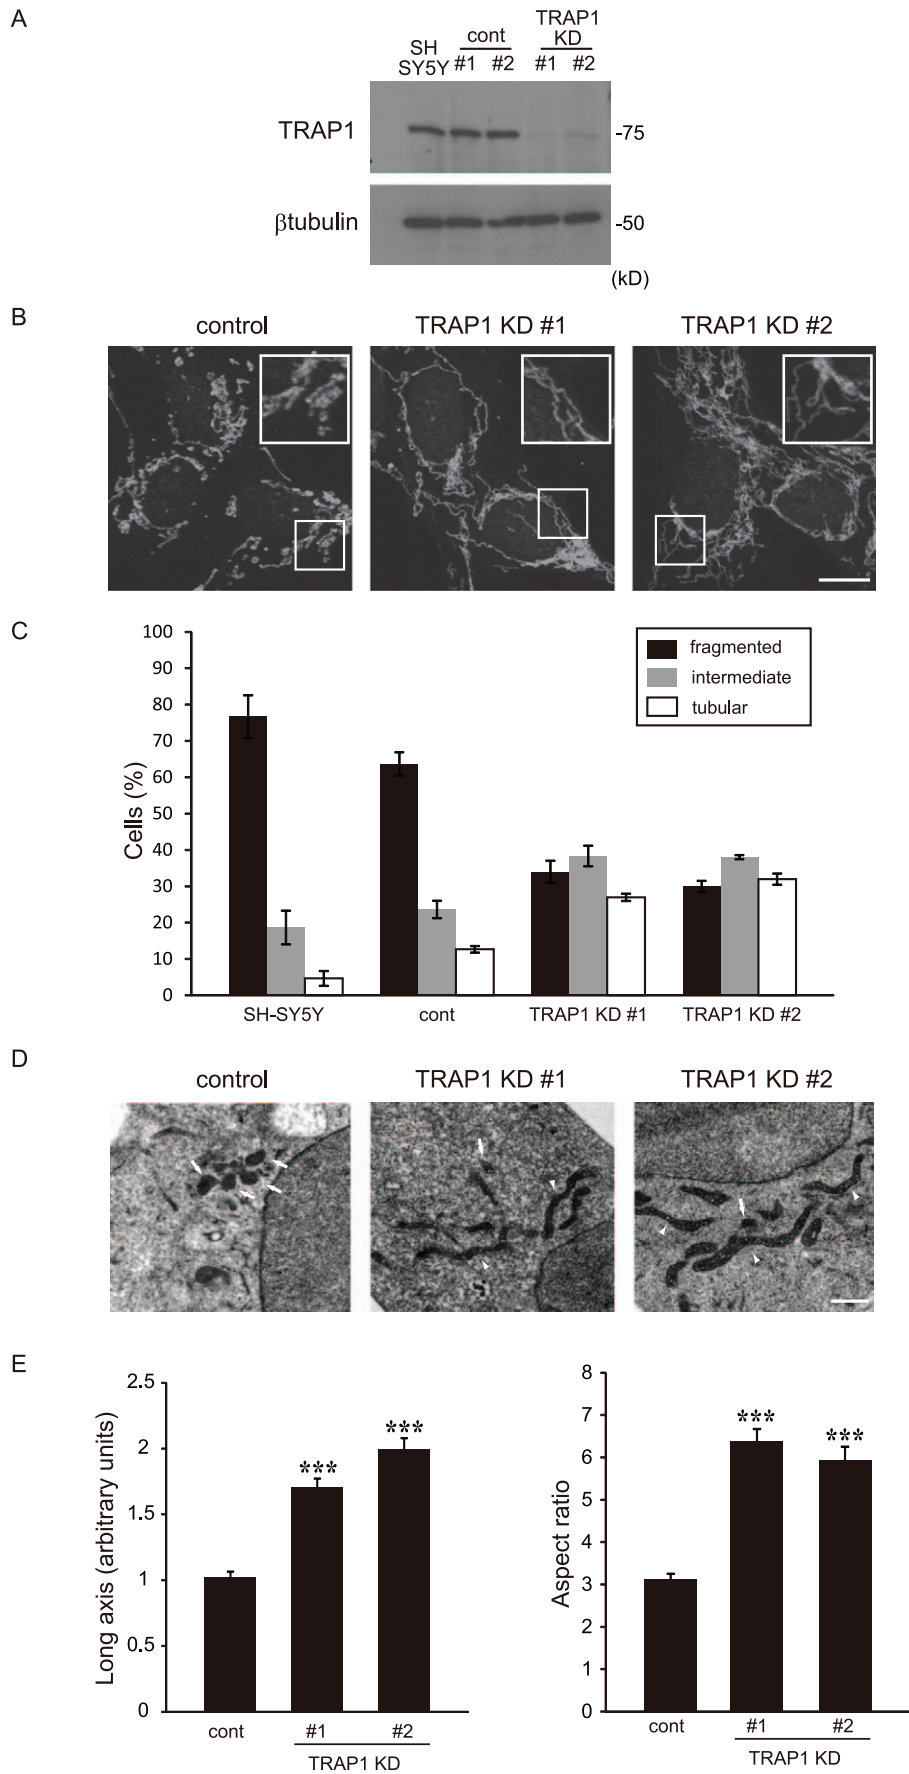 A
SH
SY5Y
cont
#1 #2
TRAP1
KD
#1 #2
TRAP1
-75
βtubulin
-50
(kD)
B
control
TRAP1 KD #1
TRAP1 KD #2
C
100
90
80
70
60
50
40
30
20
10
0
Cells (%)
fragmented
intermediate
tubular
SH-SY5Y
cont
TRAP1 KD #1
TRAP1 KD #2
D
control
TRAP1 KD #1
TRAP1 KD #2
E
2.5
2
1.5
1
0.5
0
Long axis (arbitrary units)
***
***
cont
#1
#2
TRAP1 KD
8
7
6
5
4
3
2
1
0
Aspect ratio
***
***
cont
#1
#2
TRAP1 KD